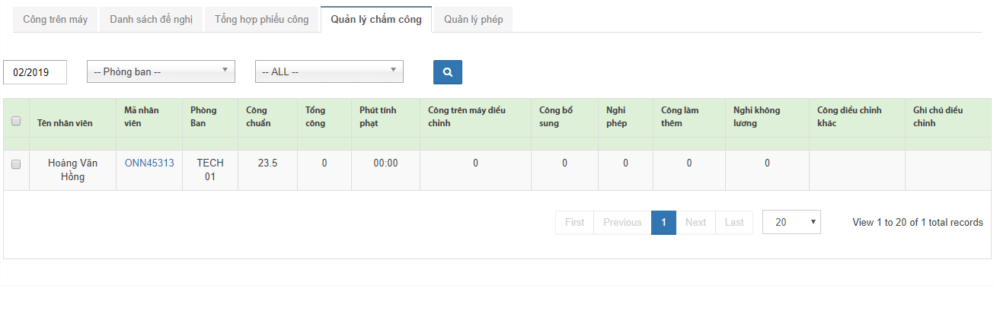 Công trên máy Danh sách đề nghị Tổng hợp phiếu công Quản lý chấm công Quản lý phép
02/2019 -- Phòng ban -- -- ALL --
Tên nhân viên Mã nhân viên Phòng Ban Công chuẩn Tổng công Phút tính phạt Công trên máy điều chỉnh Công bổ sung Nghỉ phép Công làm thêm Nghỉ không lương Công điều chỉnh khác Ghi chú điều chỉnh
Hoàng Văn Hồng ONN45313 TECH 01 23.5 0 00:00 0 0 0 0 0
First Previous 1 Next Last 20 View 1 to 20 of 1 total records